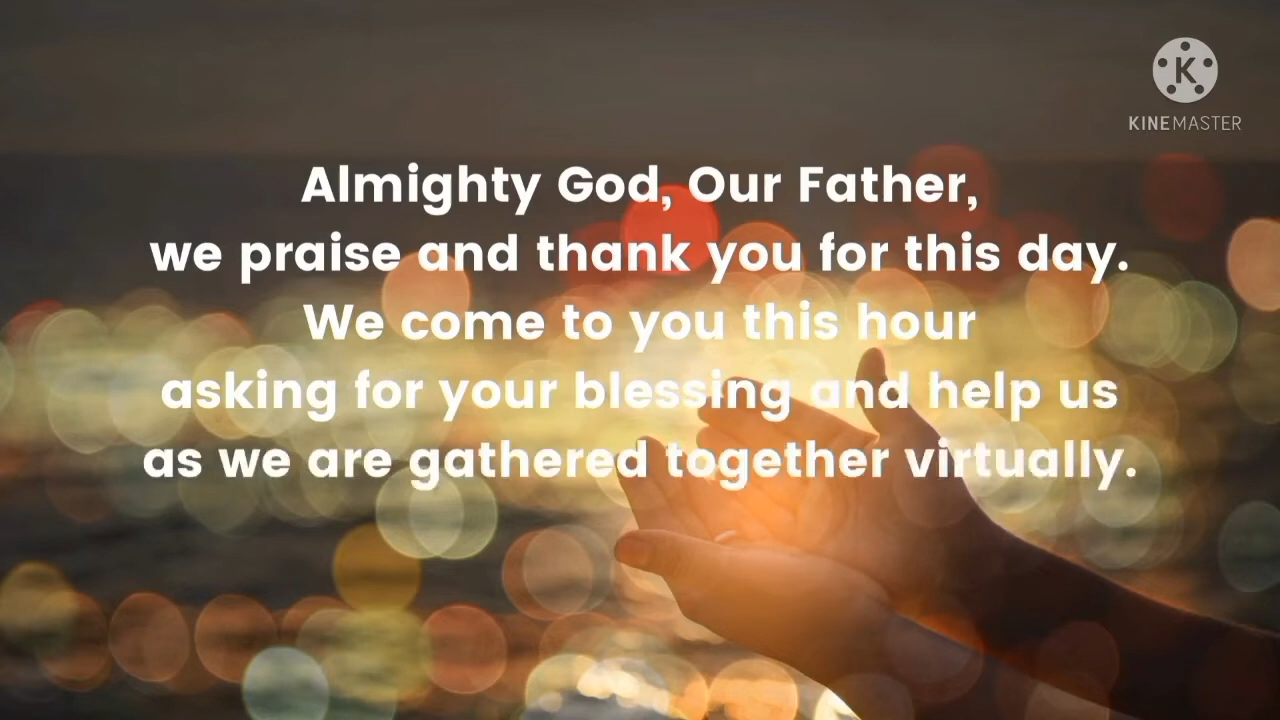 KINEMASTER
Almighty God, Our Father,
we praise and thank you for this day.
We come to you this hour
asking for your blessing and help us
as we are gathered together virtually.